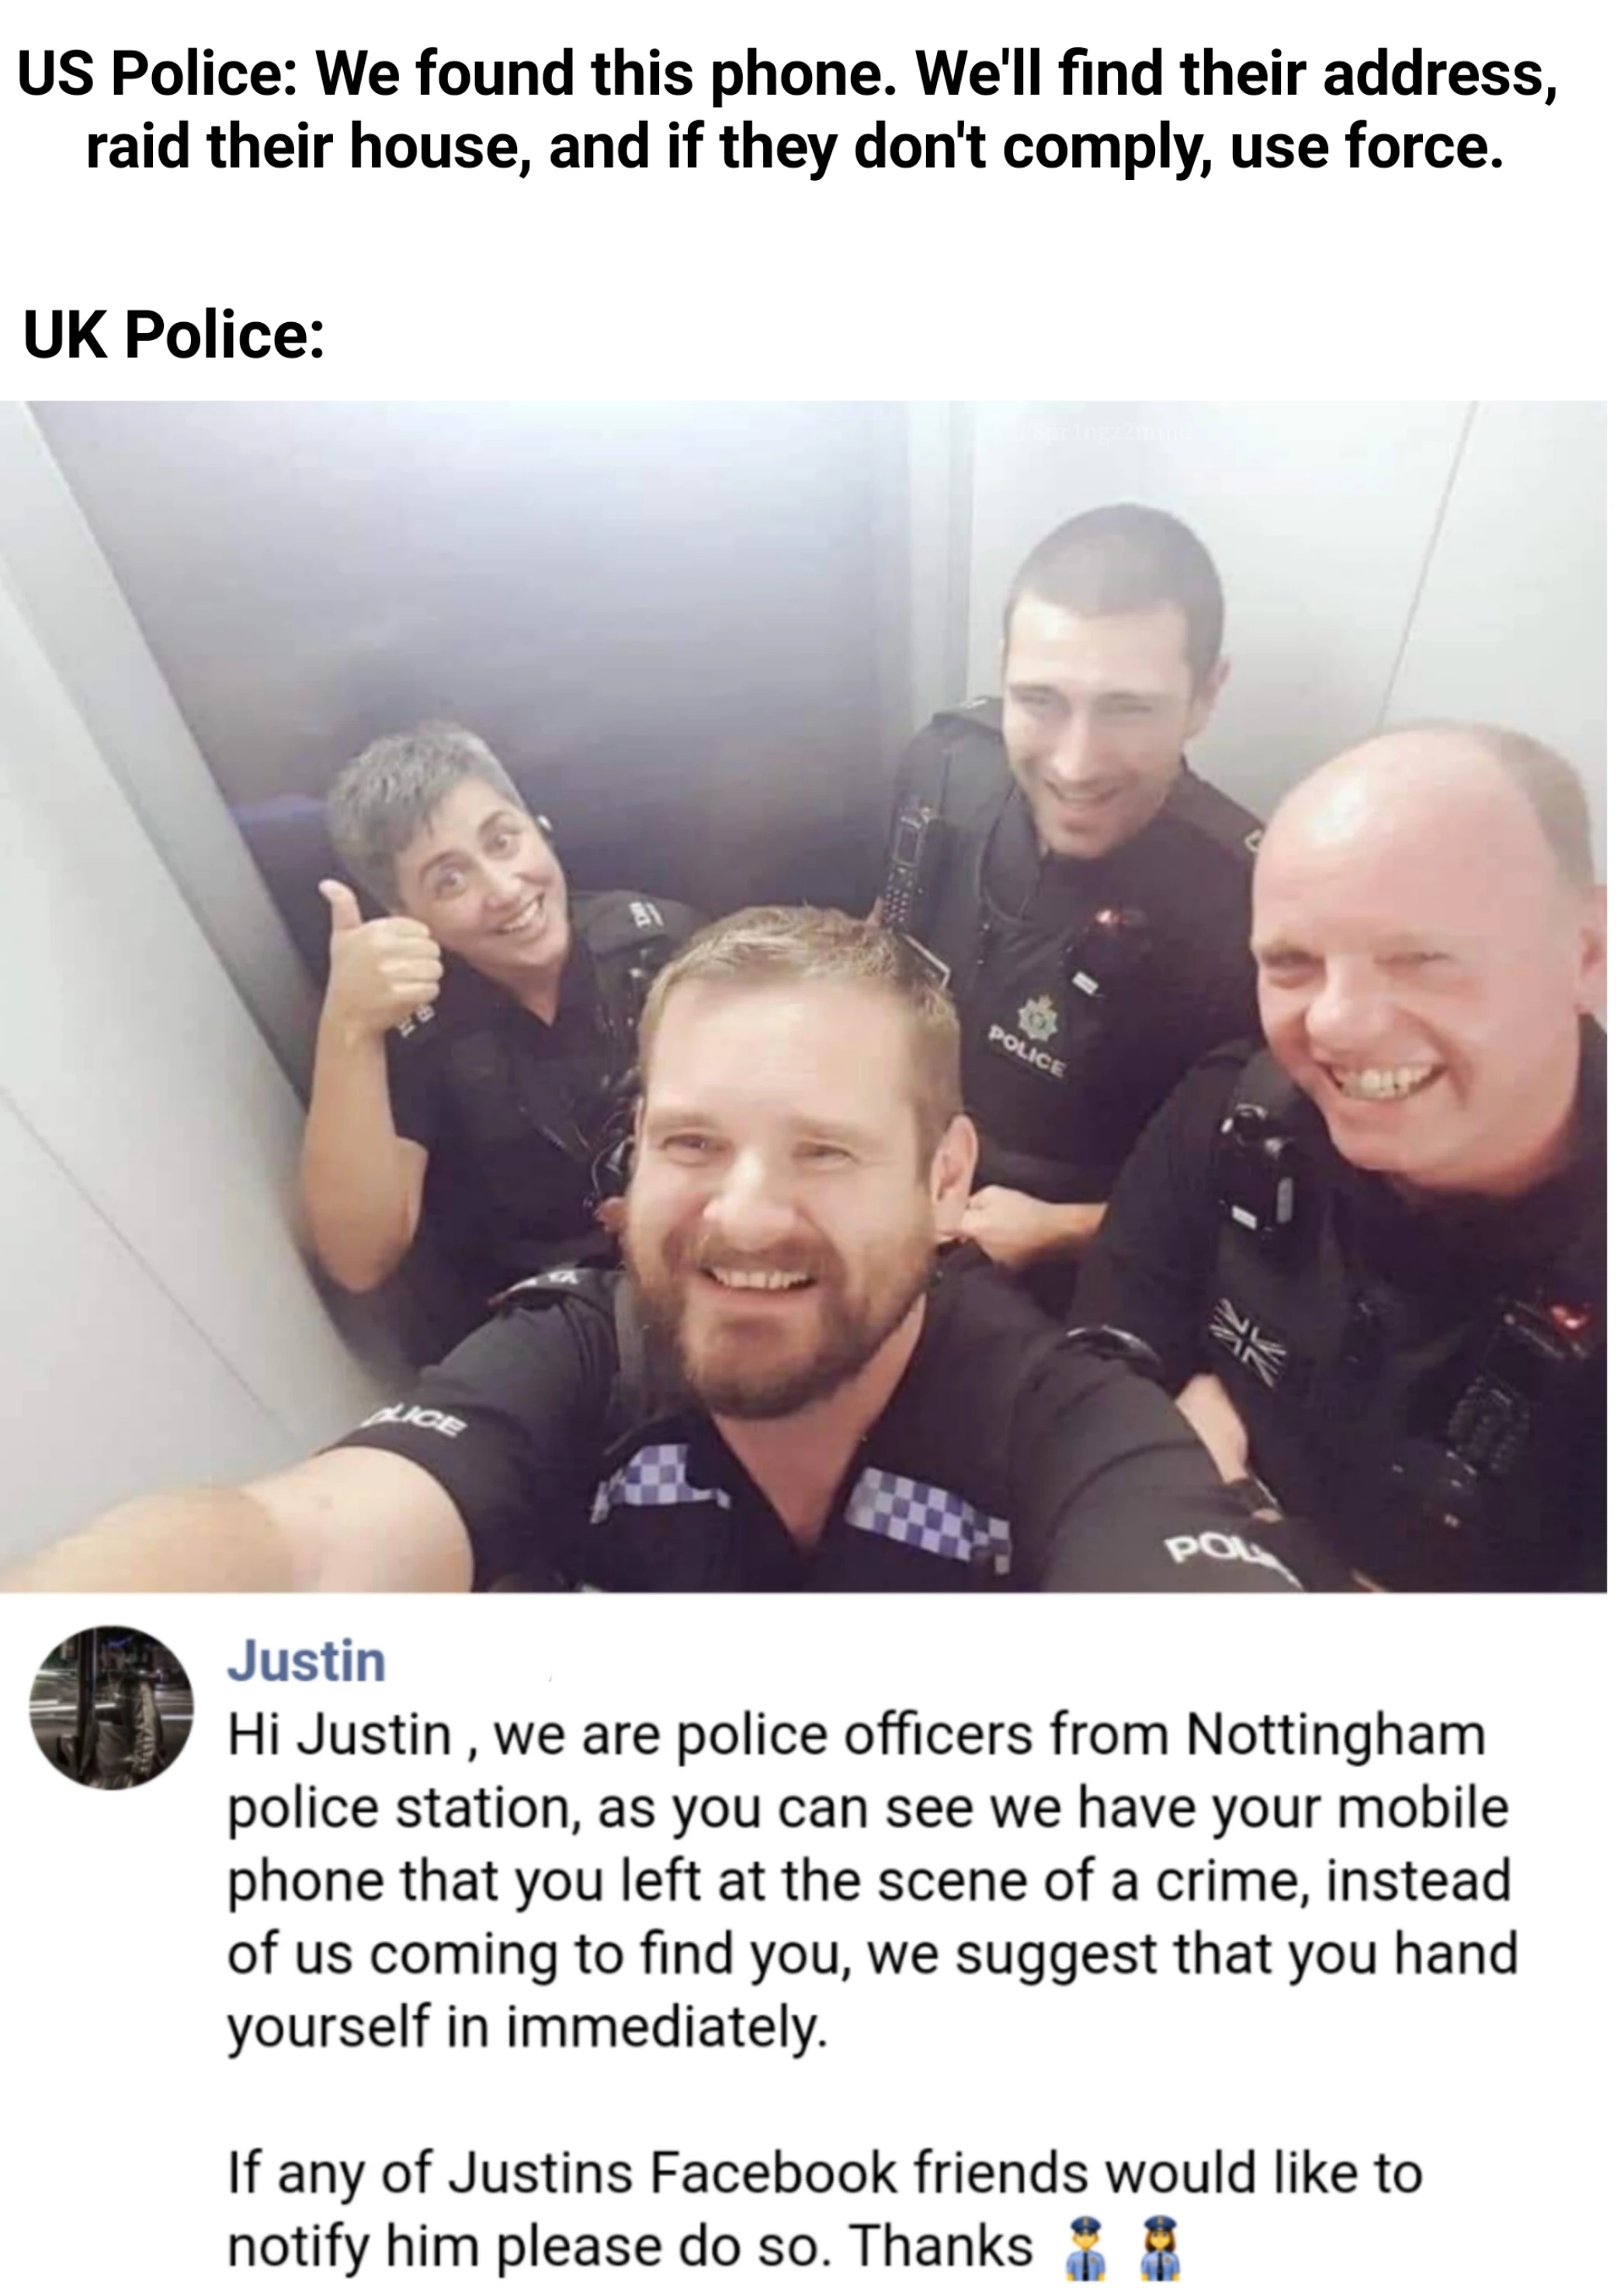 US Police: We found this phone. We'll find their address,
raid their house, and if they don't comply, use force.
UK Police:
POLICE
POLICE
Justin
Hi Justin , we are police officers from Nottingham
police station, as you can see we have your mobile
phone that you left at the scene of a crime, instead
of us coming to find you, we suggest that you hand
yourself in immediately.
If any of Justins Facebook friends would like to
notify him please do so. Thanks 👮‍♂️ 👮‍♀️